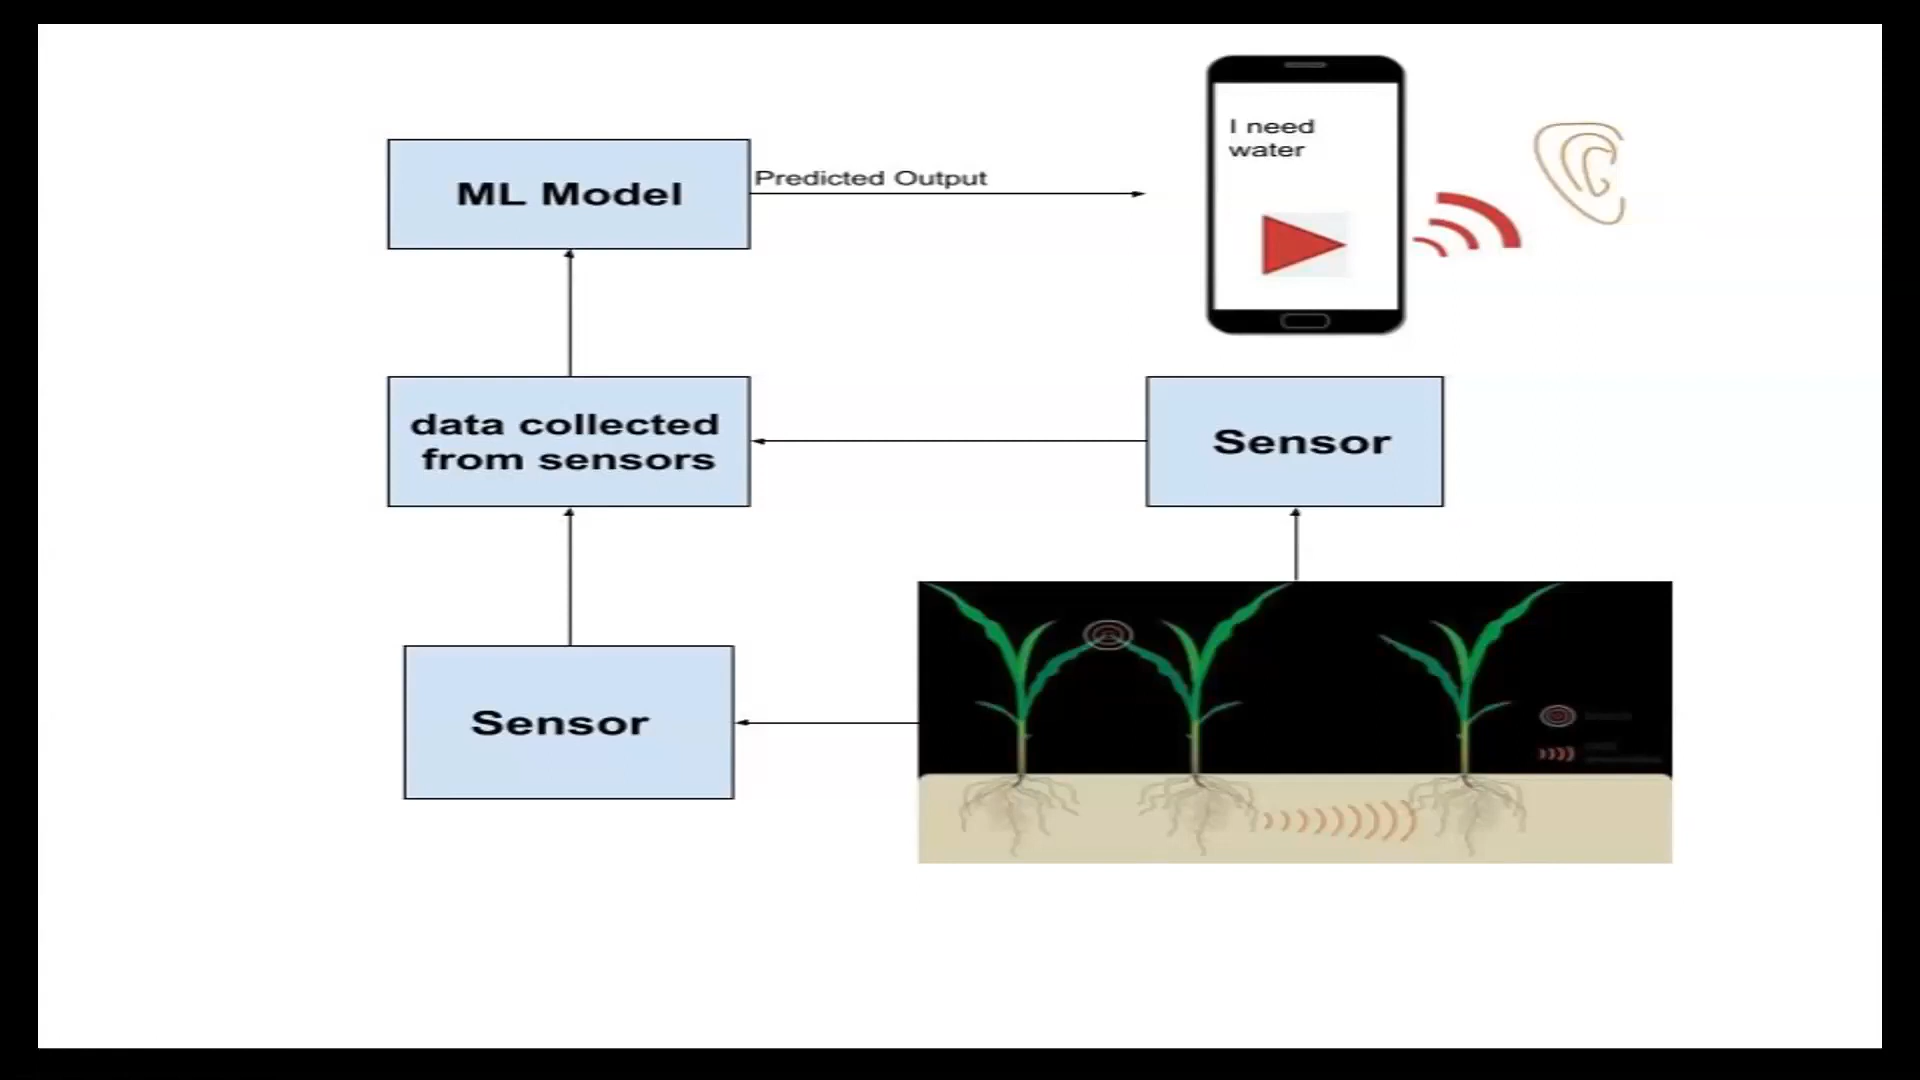 I need
water
ML Model
Predicted Output
data collected
from sensors
Sensor
Sensor